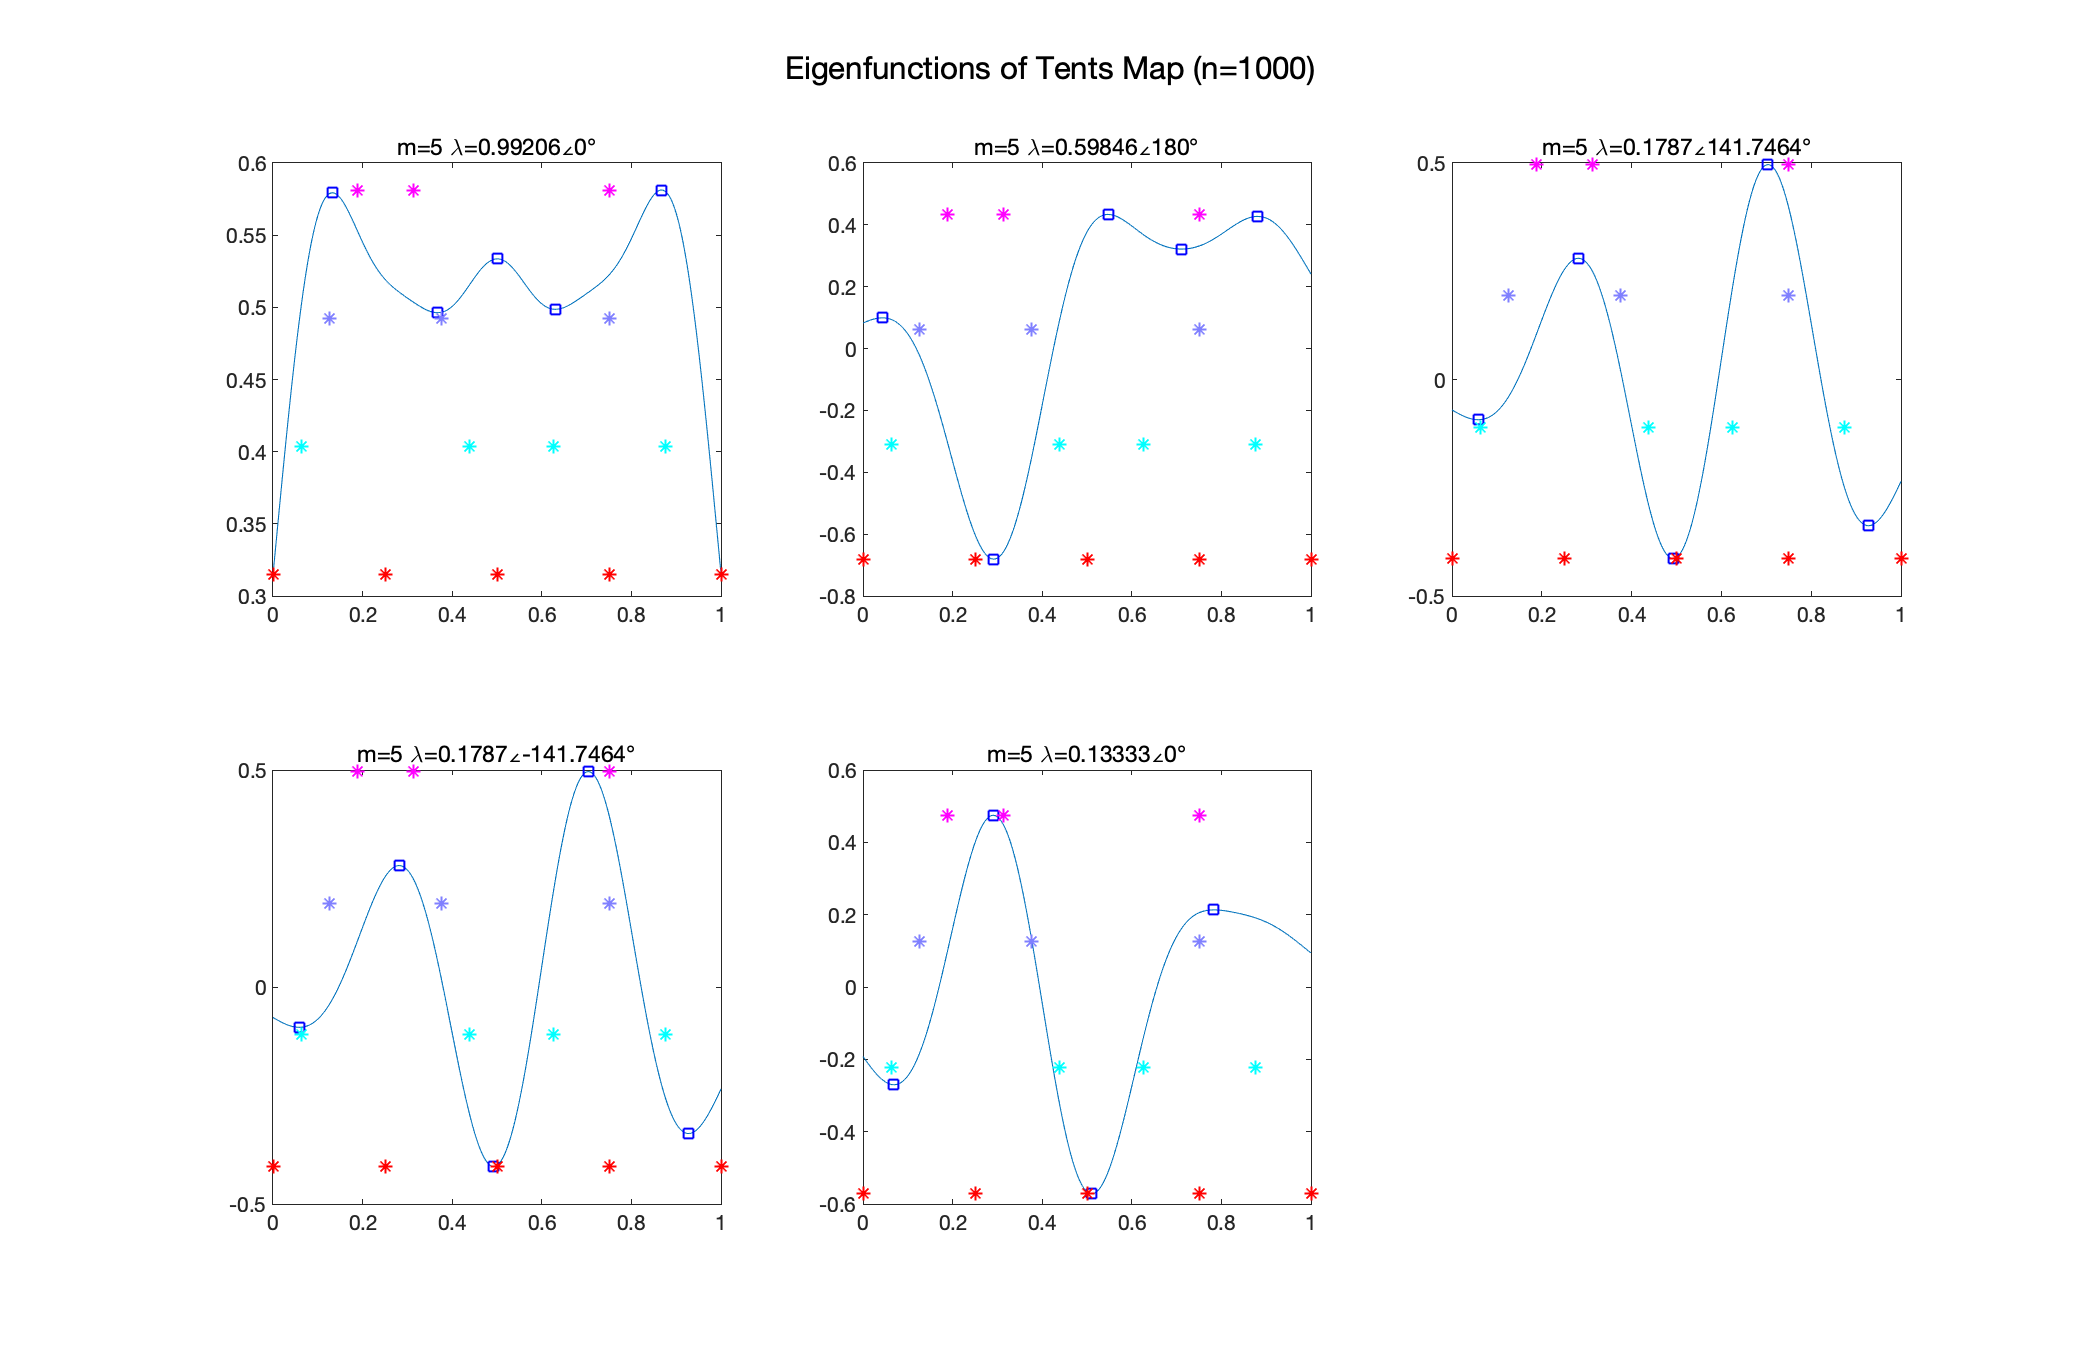 Eigenfunctions of Tents Map (n=1000)
m=5 λ=0.99206∠0°
0.6
0.55
0.5
0.45
0.4
0.35
0.3
0 0.2 0.4 0.6 0.8 1
m=5 λ=0.59846∠180°
0.6
0.4
0.2
0
-0.2
-0.4
-0.6
-0.8
0 0.2 0.4 0.6 0.8 1
m=5 λ=0.1787∠141.7464°
0.5
0
-0.5
0 0.2 0.4 0.6 0.8 1
m=5 λ=0.1787∠-141.7464°
0.5
0
-0.5
0 0.2 0.4 0.6 0.8 1
m=5 λ=0.13333∠0°
0.6
0.4
0.2
0
-0.2
-0.4
-0.6
0 0.2 0.4 0.6 0.8 1